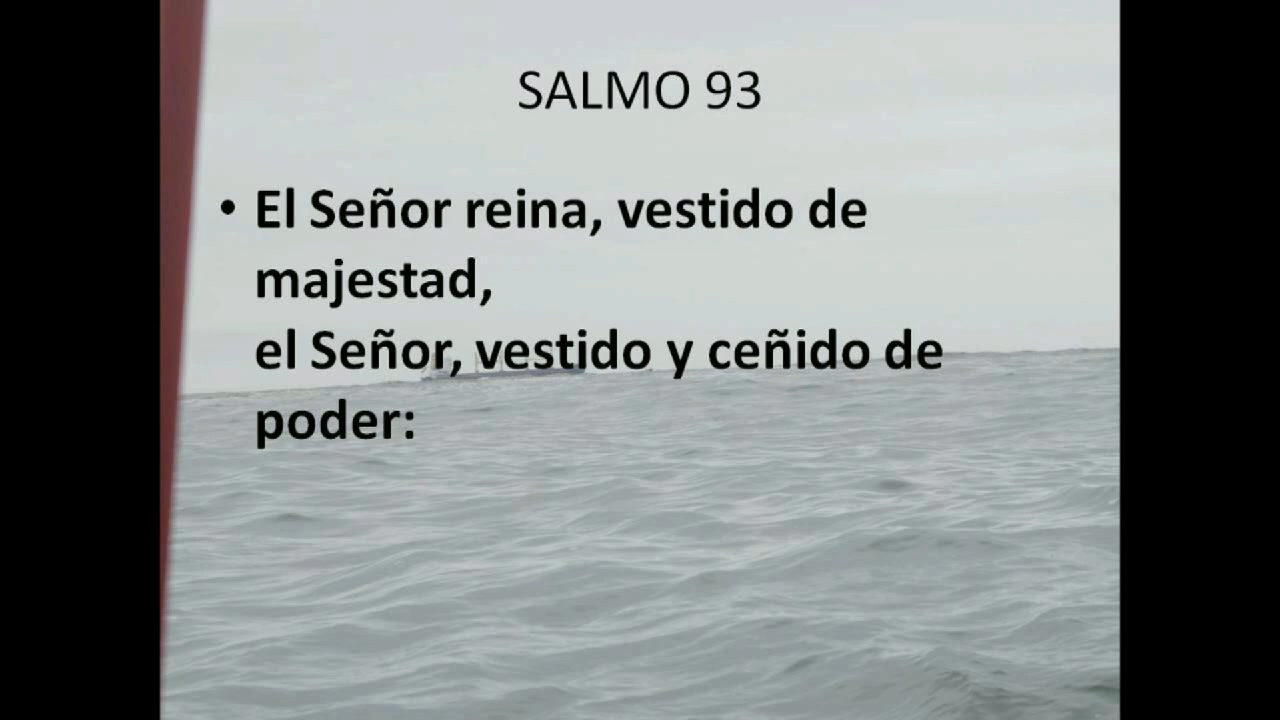 SALMO 93
• El Señor reina, vestido de
majestad,
el Señor, vestido y ceñido de
poder: